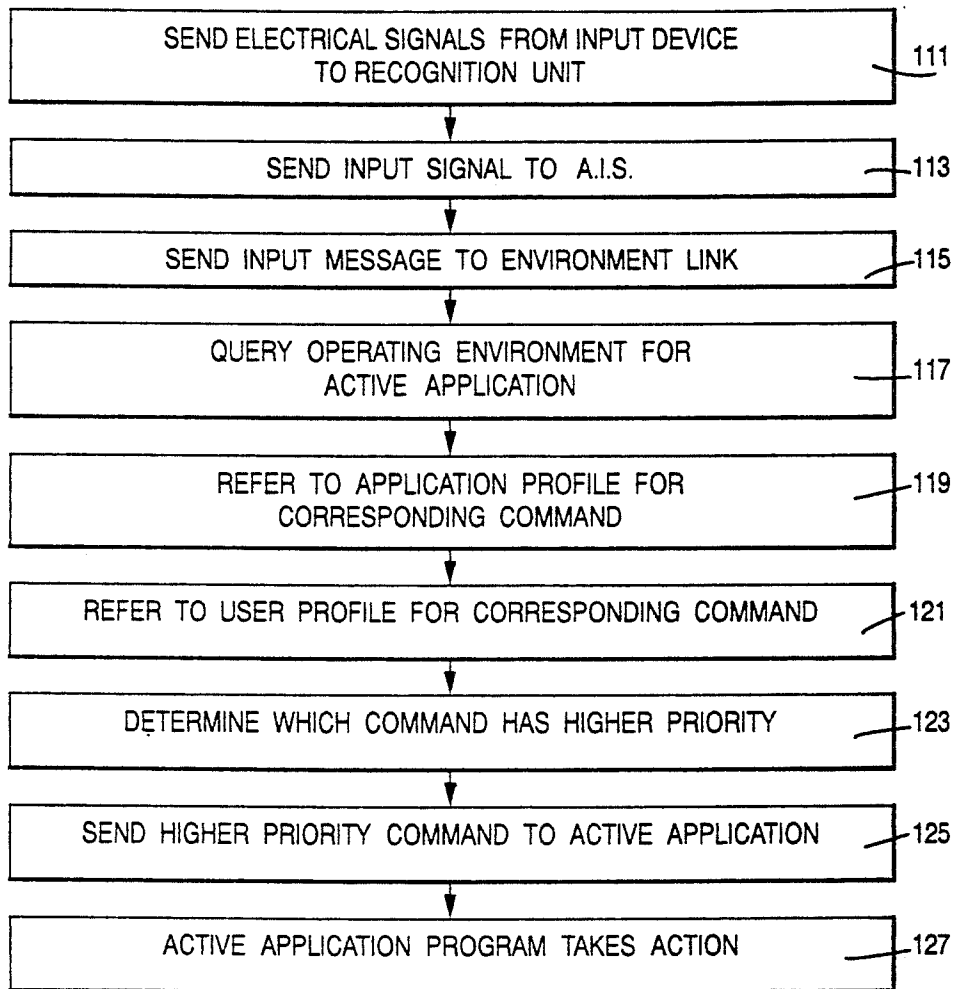 SEND ELECTRICAL SIGNALS FROM INPUT DEVICE
TO RECOGNITION UNIT
111
SEND INPUT SIGNAL TO A.I.S.
113
SEND INPUT MESSAGE TO ENVIRONMENT LINK
115
QUERY OPERATING ENVIRONMENT FOR
ACTIVE APPLICATION
117
REFER TO APPLICATION PROFILE FOR
CORRESPONDING COMMAND
119
REFER TO USER PROFILE FOR CORRESPONDING COMMAND
121
DETERMINE WHICH COMMAND HAS HIGHER PRIORITY
123
SEND HIGHER PRIORITY COMMAND TO ACTIVE APPLICATION
125
ACTIVE APPLICATION PROGRAM TAKES ACTION
127